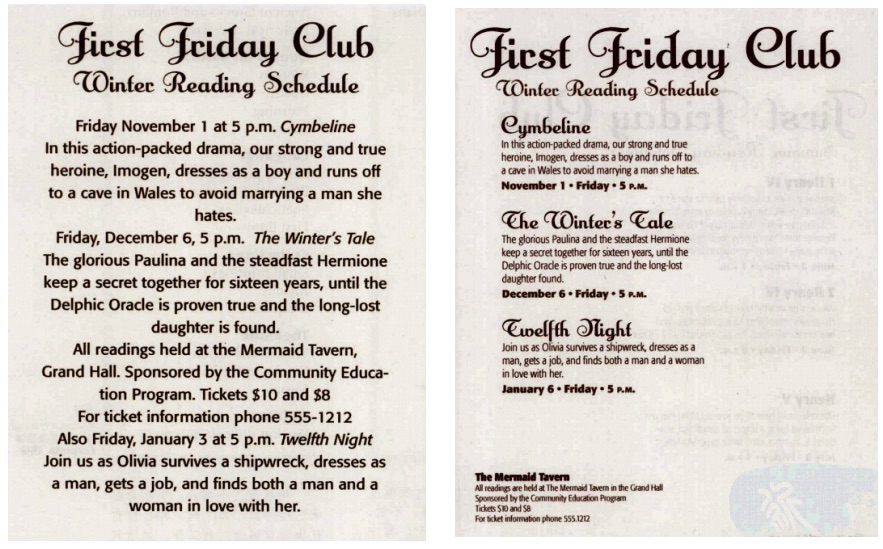 First Friday Club
Winter Reading Schedule
Friday November 1 at 5 p.m. Cymbeline
In this action-packed drama, our strong and true
heroine, Imogen, dresses as a boy and runs off
to a cave in Wales to avoid marrying a man she
hates.
Friday, December 6, 5 p.m. The Winter's Tale
The glorious Paulina and the steadfast Hermione
keep a secret together for sixteen years, until the
Delphic Oracle is proven true and the long-lost
daughter is found.
All readings held at the Mermaid Tavern,
Grand Hall. Sponsored by the Community Educa-
tion Program. Tickets $10 and $8
For ticket information phone 555-1212
Also Friday, January 3 at 5 p.m. Twelfth Night
Join us as Olivia survives a shipwreck, dresses as
a man, gets a job, and finds both a man and a
woman in love with her.
First Friday Club
Winter Reading Schedule
Cymbeline
In this action-packed drama, our strong and true
heroine, Imogen, dresses as a boy and runs off to
a cave in Wales to avoid marrying a man she hates.
November 1 • Friday • 5 P.M.
The Winter's Tale
The glorious Paulina and the steadfast Hermione
keep a secret together for sixteen years, until the
Delphic Oracle is proven true and the long-lost
daughter found.
December 6 • Friday • 5 P.M.
Twelfth Night
Join us as Olivia survives a shipwreck, dresses as a
man, gets a job, and finds both a man and a woman
in love with her.
January 6 • Friday • 5 P.M.
The Mermaid Tavern
All readings are held at The Mermaid Tavern in the Grand Hall
Sponsored by the Community Education Program
Tickets $10 and $8
For ticket information phone 555.1212